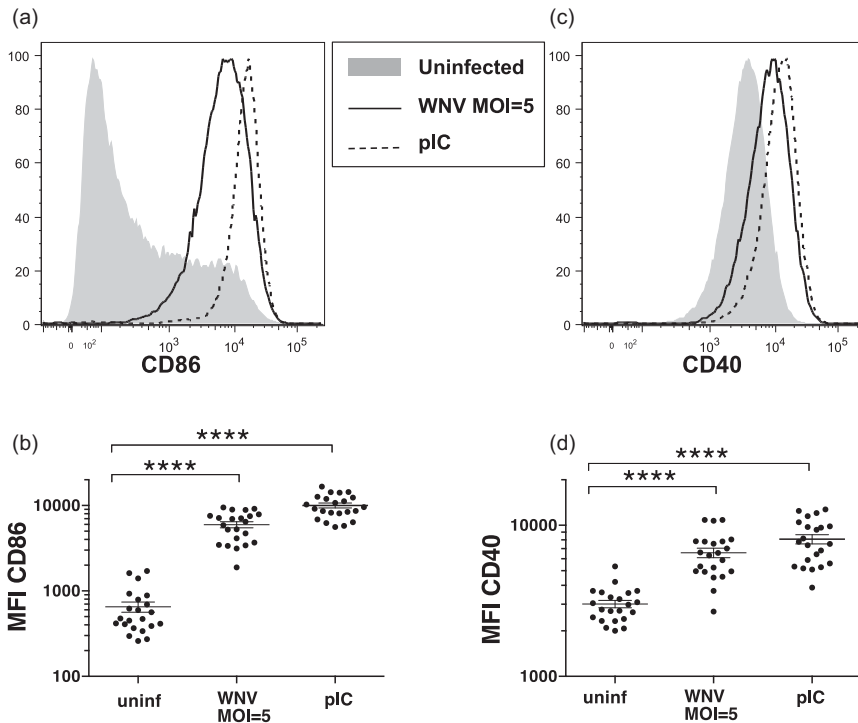 (a)
(c)
100
80
60
40
20
0
0 10² 10³ 10⁴ 10⁵
CD86
Uninfected
WNV MOI=5
pIC
100
80
60
40
20
0
0 10² 10³ 10⁴ 10⁵
CD40
(b)
****
****
10000
1000
100
MFI CD86
uninf WNV MOI=5 pIC
(d)
****
****
10000
1000
MFI CD40
uninf WNV MOI=5 pIC